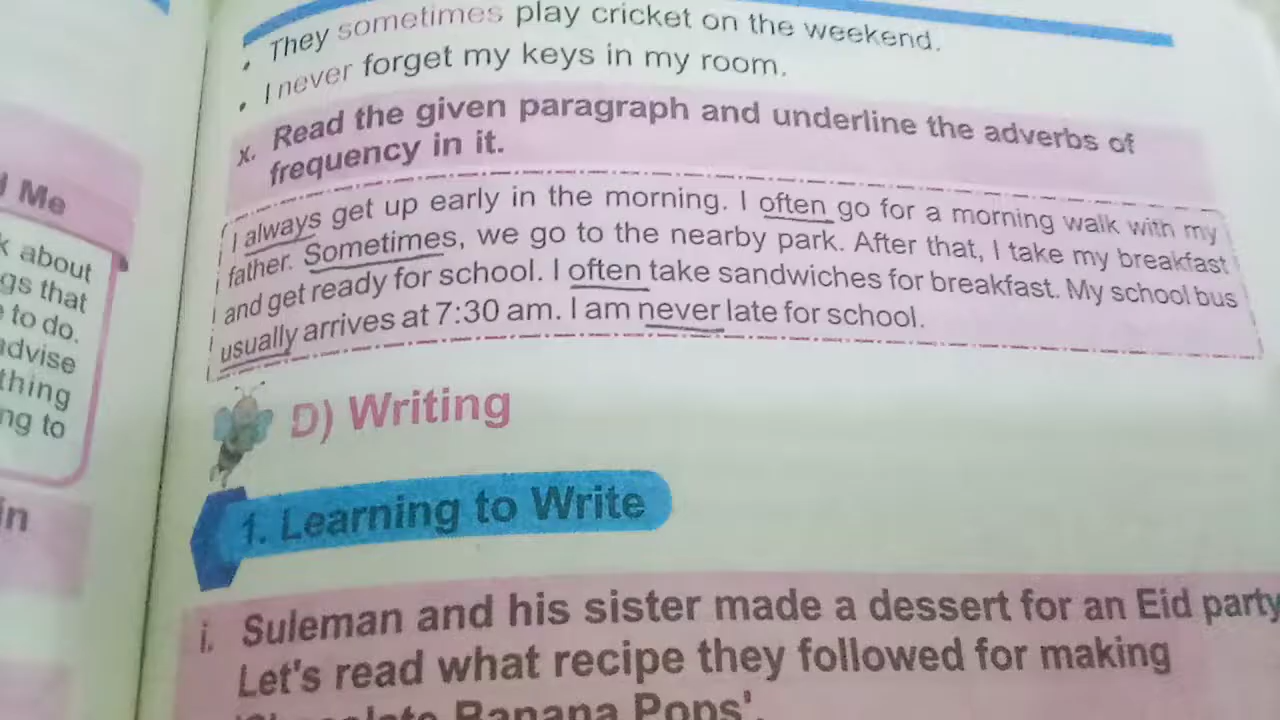 • They sometimes play cricket on the weekend.
• I never forget my keys in my room.
x. Read the given paragraph and underline the adverbs of
frequency in it.
I always get up early in the morning. I often go for a morning walk with my
father. Sometimes, we go to the nearby park. After that, I take my breakfast
and get ready for school. I often take sandwiches for breakfast. My school bus
usually arrives at 7:30 am. I am never late for school.
D) Writing
1. Learning to Write
i. Suleman and his sister made a dessert for an Eid party
Let's read what recipe they followed for making
Banana Pops'.
Me
about
gs that
to do.
advise
thing
ng to
in